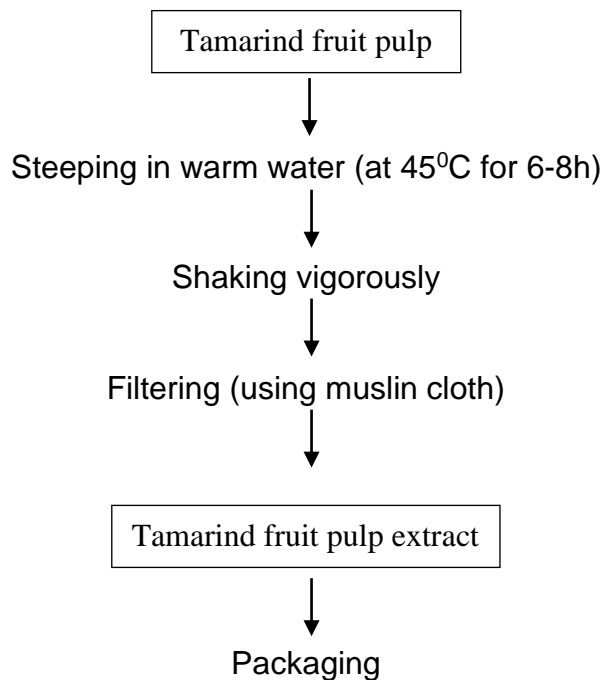 Tamarind fruit pulp
Steeping in warm water (at 45⁰C for 6-8h)
Shaking vigorously
Filtering (using muslin cloth)
Tamarind fruit pulp extract
Packaging